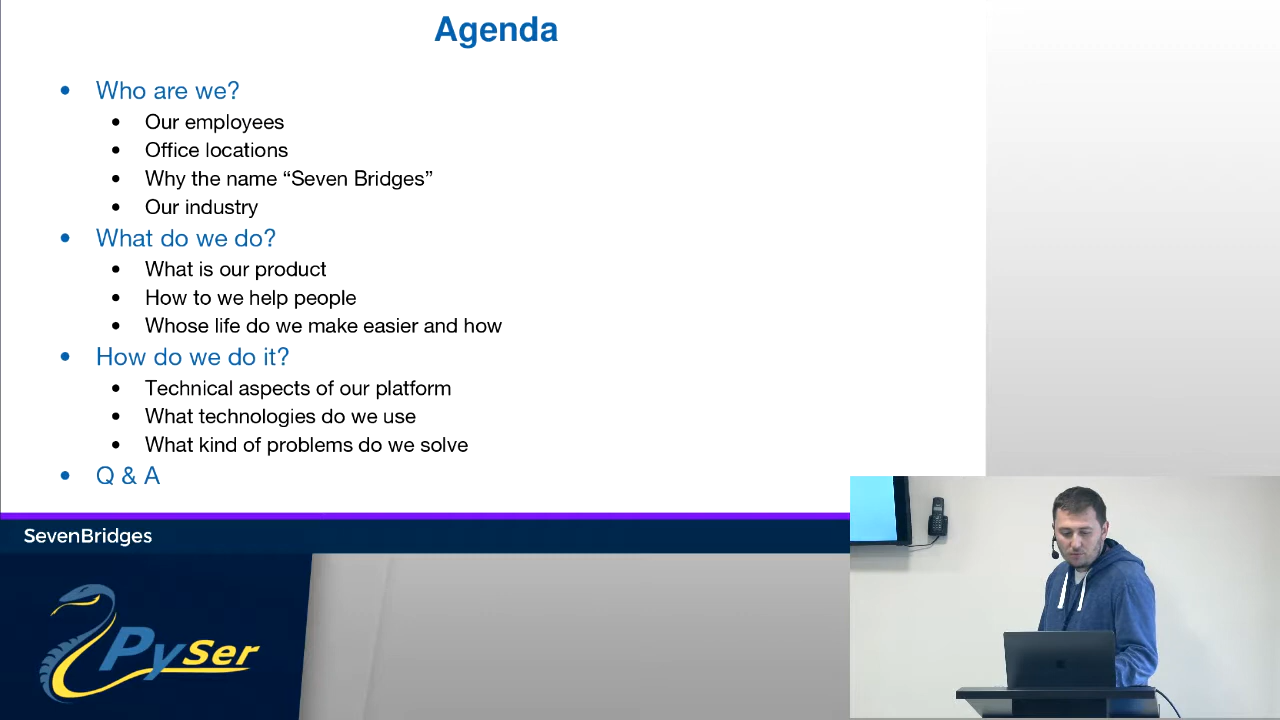 Agenda
• Who are we?
• Our employees
• Office locations
• Why the name “Seven Bridges”
• Our industry
• What do we do?
• What is our product
• How to we help people
• Whose life do we make easier and how
• How do we do it?
• Technical aspects of our platform
• What technologies do we use
• What kind of problems do we solve
• Q & A
SevenBridges
PySer